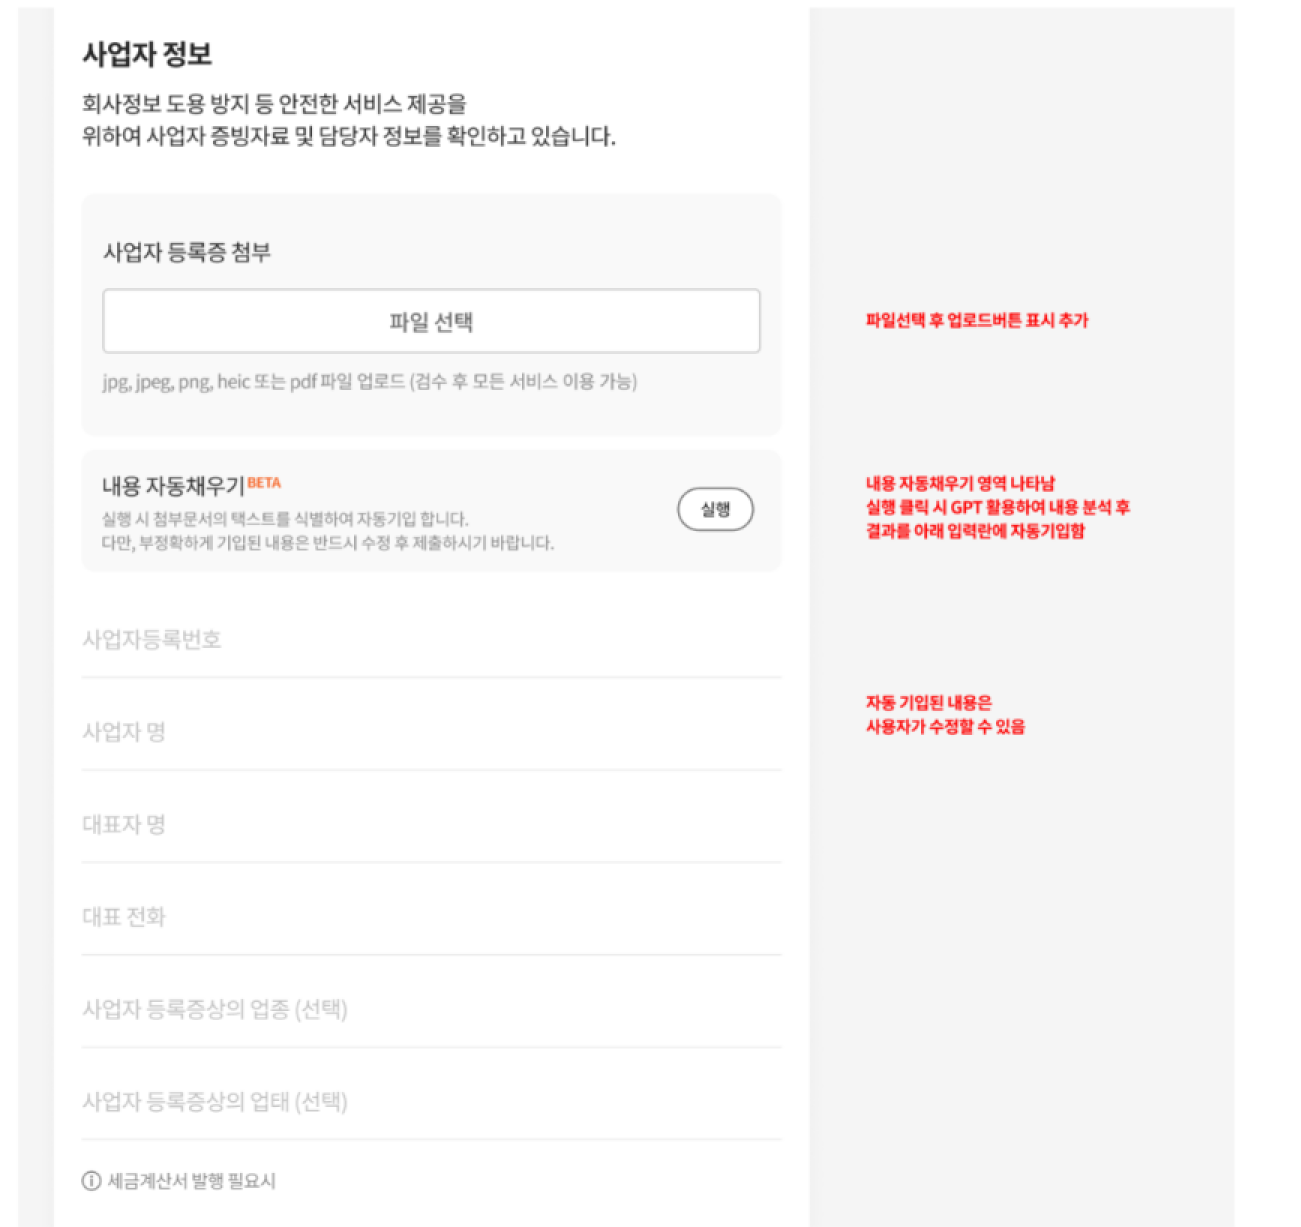 사업자 정보
회사정보 도용 방지 등 안전한 서비스 제공을
위하여 사업자 증빙자료 및 담당자 정보를 확인하고 있습니다.
사업자 등록증 첨부
파일 선택
파일선택 후 업로드버튼 표시 추가
jpg, jpeg, png, heic 또는 pdf 파일 업로드 (검수 후 모든 서비스 이용 가능)
내용 자동채우기 BETA
실행 시 첨부문서의 택스트를 식별하여 자동기입 합니다.
다만, 부정확하게 기입된 내용은 반드시 수정 후 제출하시기 바랍니다.
실행
내용 자동채우기 영역 나타남
실행 클릭 시 GPT 활용하여 내용 분석 후
결과를 아래 입력란에 자동기입함
사업자등록번호
자동 기입된 내용은
사용자가 수정할 수 있음
사업자 명
대표자 명
대표 전화
사업자 등록증상의 업종 (선택)
사업자 등록증상의 업태 (선택)
세금계산서 발행 필요시